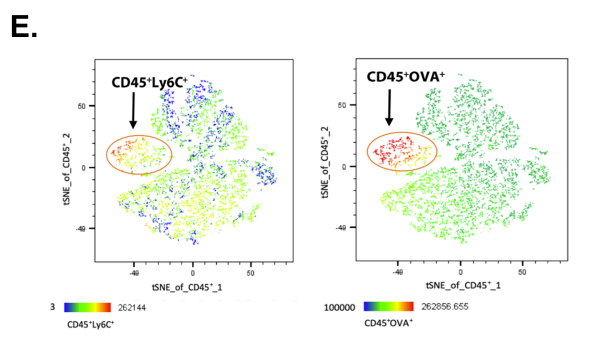 E.
CD45⁺Ly6C⁺
50
0
-40
tSNE_of_CD45⁺_2
-40
0
50
tSNE_of_CD45⁺_1
3
262144
CD45⁺Ly6C⁺
CD45⁺OVA⁺
50
0
-40
tSNE_of_CD45⁺_2
-40
0
50
tSNE_of_CD45⁺_1
100000
262856.655
CD45⁺OVA⁺